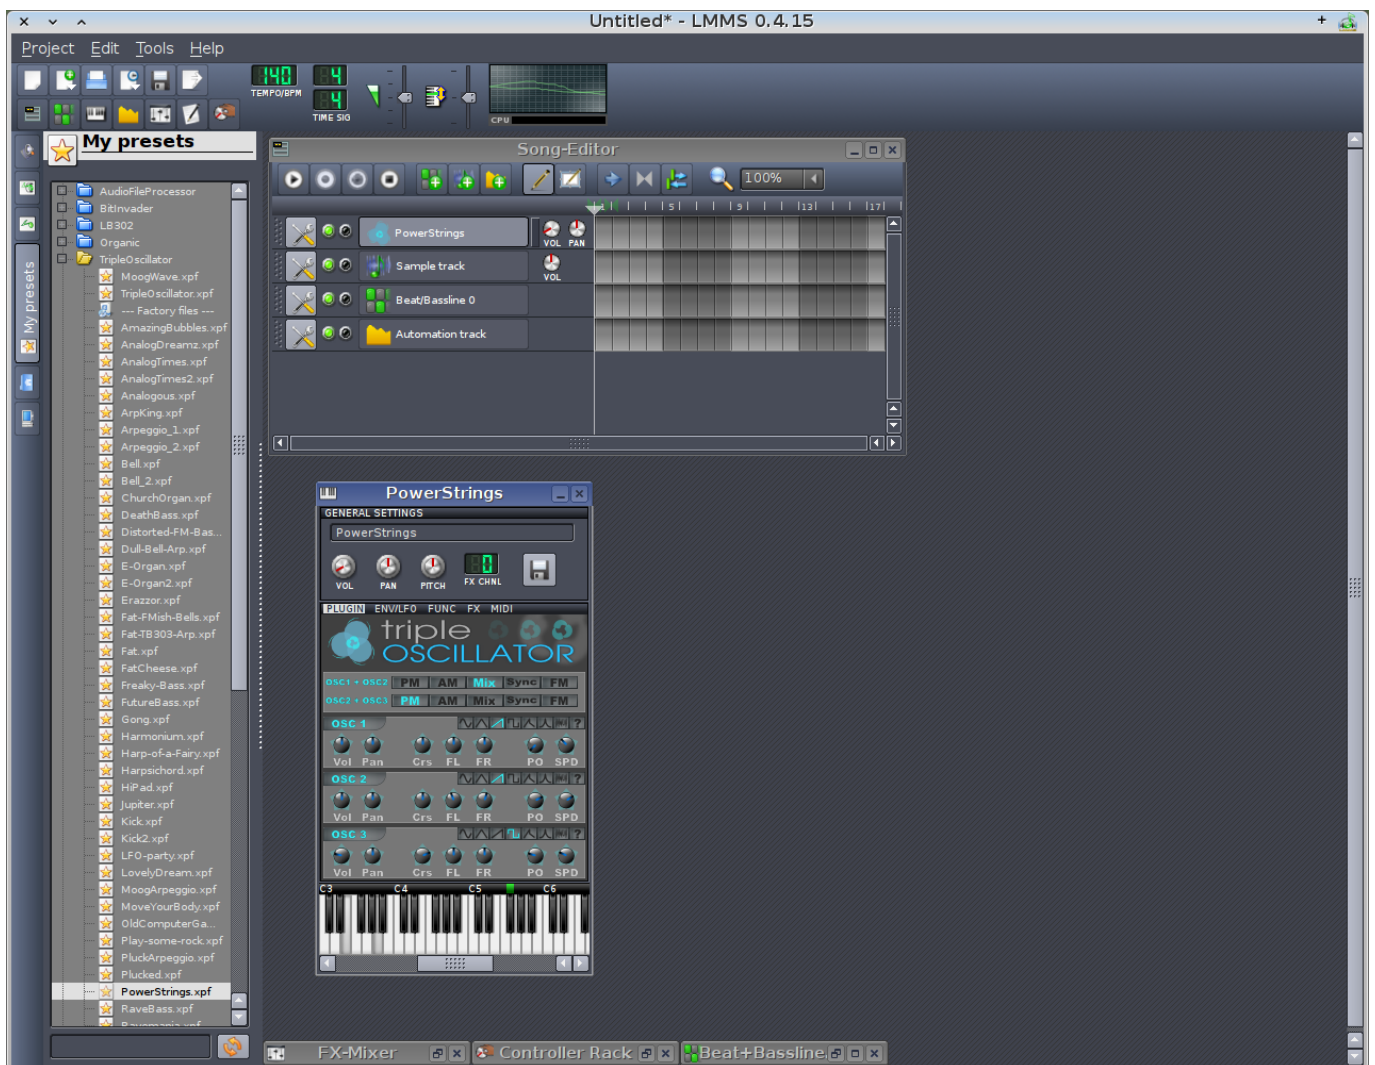 Untitled* - LMMS 0.4.15
Project Edit Tools Help
140 4
TEMPO/BPM
4
TIME SIG
CPU
My presets
My presets
AudioFileProcessor
BitInvader
LB302
Organic
TripleOscillator
MoogWave.xpf
TripleOscillator.xpf
--- Factory files ---
AmazingBubbles.xpf
AnalogDreamz.xpf
AnalogTimes.xpf
AnalogTimes2.xpf
Analogous.xpf
ArpKing.xpf
Arpeggio_1.xpf
Arpeggio_2.xpf
Bell.xpf
Bell_2.xpf
ChurchOrgan.xpf
DeathBass.xpf
Distorted-FM-Bas...
Dull-Bell-Arp.xpf
E-Organ.xpf
E-Organ2.xpf
Erazzor.xpf
Fat-FMish-Bells.xpf
Fat-TB303-Arp.xpf
Fat.xpf
FatCheese.xpf
Freaky-Bass.xpf
FutureBass.xpf
Gong.xpf
Harmonium.xpf
Harp-of-a-Fairy.xpf
Harpsichord.xpf
HiPad.xpf
Jupiter.xpf
Kick.xpf
Kick2.xpf
LFO-party.xpf
LovelyDream.xpf
MoogArpeggio.xpf
MoveYourBody.xpf
OldComputerGa...
Play-some-rock.xpf
PluckArpeggio.xpf
Plucked.xpf
PowerStrings.xpf
RaveBass.xpf
Ravemania.xpf
Song-Editor
100%
5 9 13 17
PowerStrings VOL PAN
Sample track VOL
Beat/Bassline 0
Automation track
PowerStrings
GENERAL SETTINGS
PowerStrings
VOL PAN PITCH FX CHNL
0
PLUGIN ENV/LFO FUNC FX MIDI
triple
OSCILLATOR
OSC1 + OSC2 PM AM Mix Sync FM
OSC2 + OSC3 PM AM Mix Sync FM
OSC 1 ?
Vol Pan Crs FL FR PO SPD
OSC 2 ?
Vol Pan Crs FL FR PO SPD
OSC 3 ?
Vol Pan Crs FL FR PO SPD
C3 C4 C5 C6
FX-Mixer Controller Rack Beat+Bassline